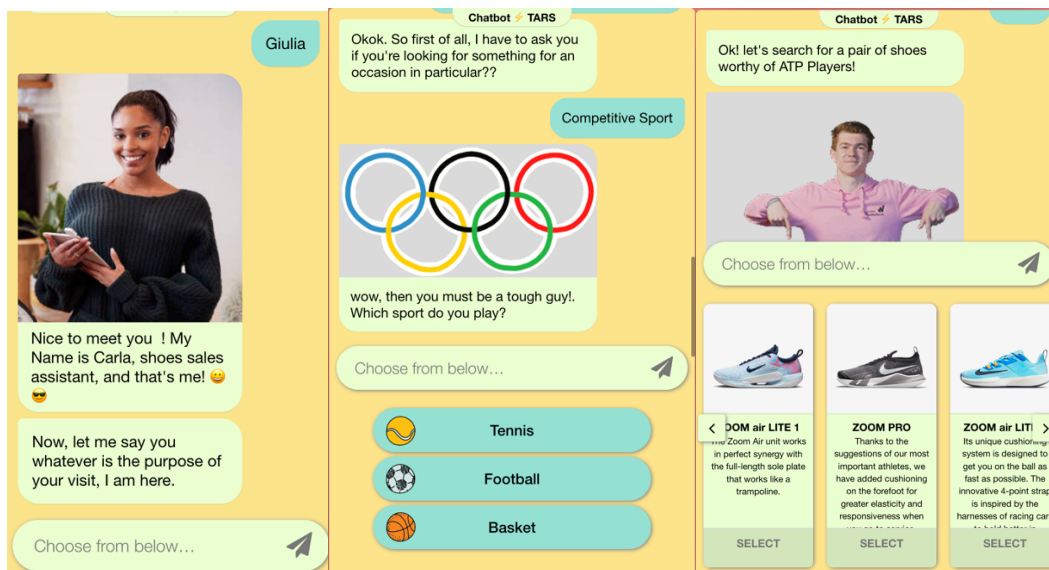 Giulia
Nice to meet you ! My
Name is Carla, shoes sales
assistant, and that's me! 😀
😎
Now, let me say you
whatever is the purpose of
your visit, I am here.
Choose from below...
Chatbot ⚡ TARS
Okok. So first of all, I have to ask you
if you're looking for something for an
occasion in particular??
Competitive Sport
wow, then you must be a tough guy!.
Which sport do you play?
Choose from below...
Tennis
Football
Basket
Chatbot ⚡ TARS
Ok! let's search for a pair of shoes
worthy of ATP Players!
Choose from below...
ZOOM air LITE 1
The Zoom Air unit works
in perfect synergy with
the full-length sole plate
that works like a
trampoline.
SELECT
ZOOM PRO
Thanks to the
suggestions of our most
important athletes, we
have added cushioning
on the forefoot for
greater elasticity and
responsiveness when
SELECT
ZOOM air LITE
Its unique cushioning
system is designed to
get you on the ball as
fast as possible. The
innovative 4-point strap
is inspired by the
harnesses of racing
SELECT